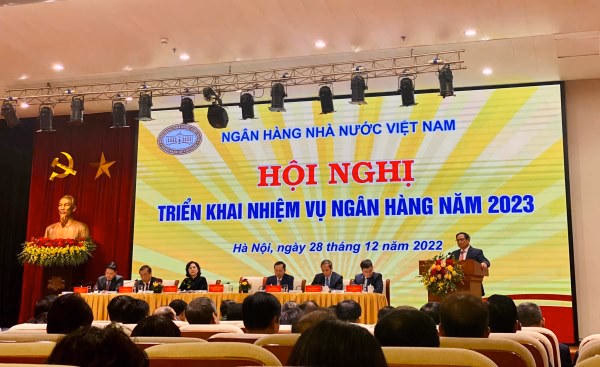 NGÂN HÀNG NHÀ NƯỚC VIỆT NAM
HỘI NGHỊ
TRIỂN KHAI NHIỆM VỤ NGÂN HÀNG NĂM 2023
Hà Nội, ngày 28 tháng 12 năm 2022